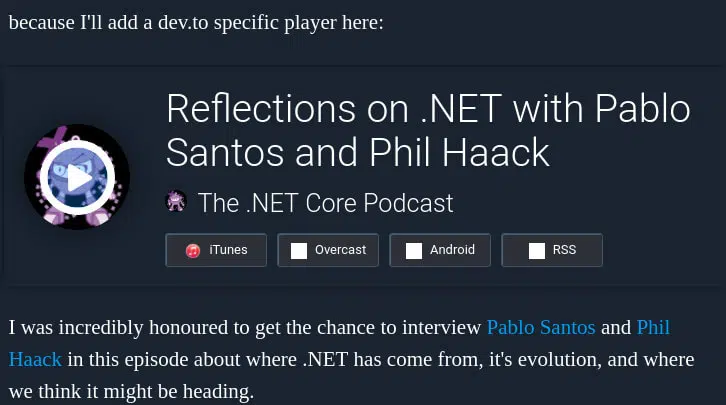 because I'll add a dev.to specific player here:
Reflections on .NET with Pablo
Santos and Phil Haack
The .NET Core Podcast
iTunes Overcast Android RSS
I was incredibly honoured to get the chance to interview Pablo Santos and Phil
Haack in this episode about where .NET has come from, it's evolution, and where
we think it might be heading.